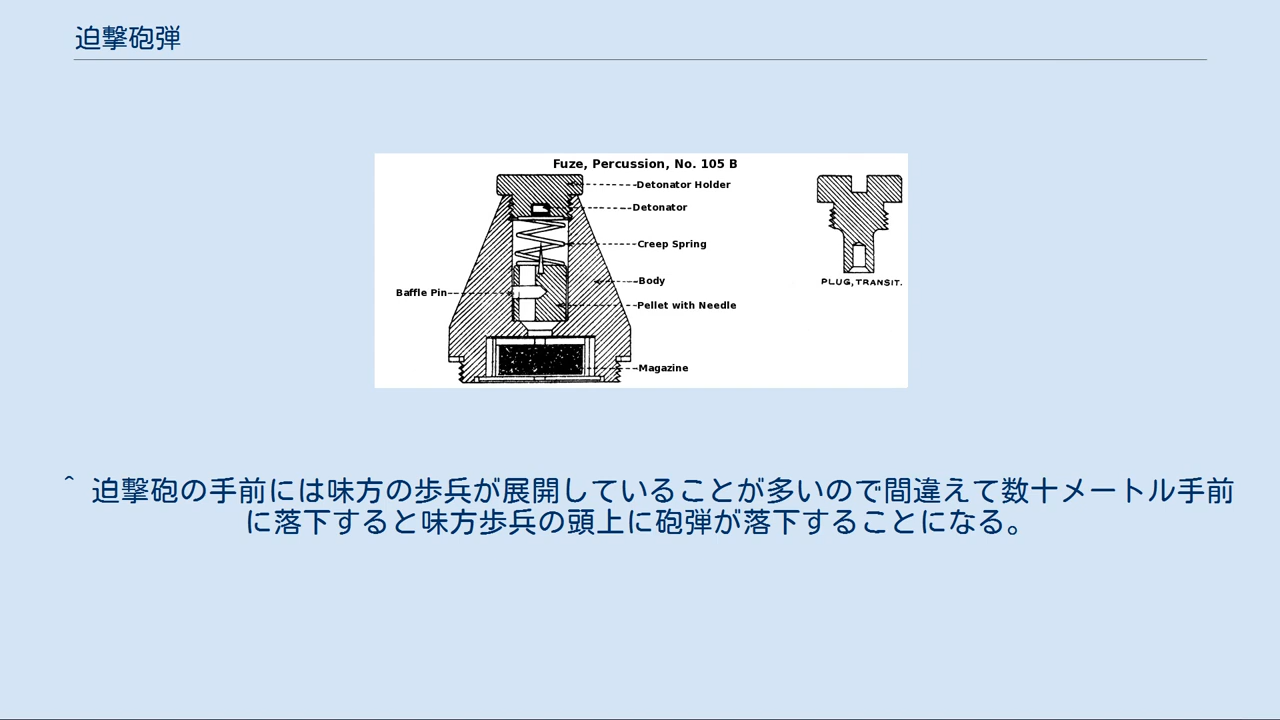 迫撃砲弾
Fuze, Percussion, No. 105 B
Detonator Holder
Detonator
Creep Spring
Body
Baffle Pin
Pellet with Needle
Magazine
PLUG, TRANSIT.
^ 迫撃砲の手前には味方の歩兵が展開していることが多いので間違えて数十メートル手前
に落下すると味方歩兵の頭上に砲弾が落下することになる。